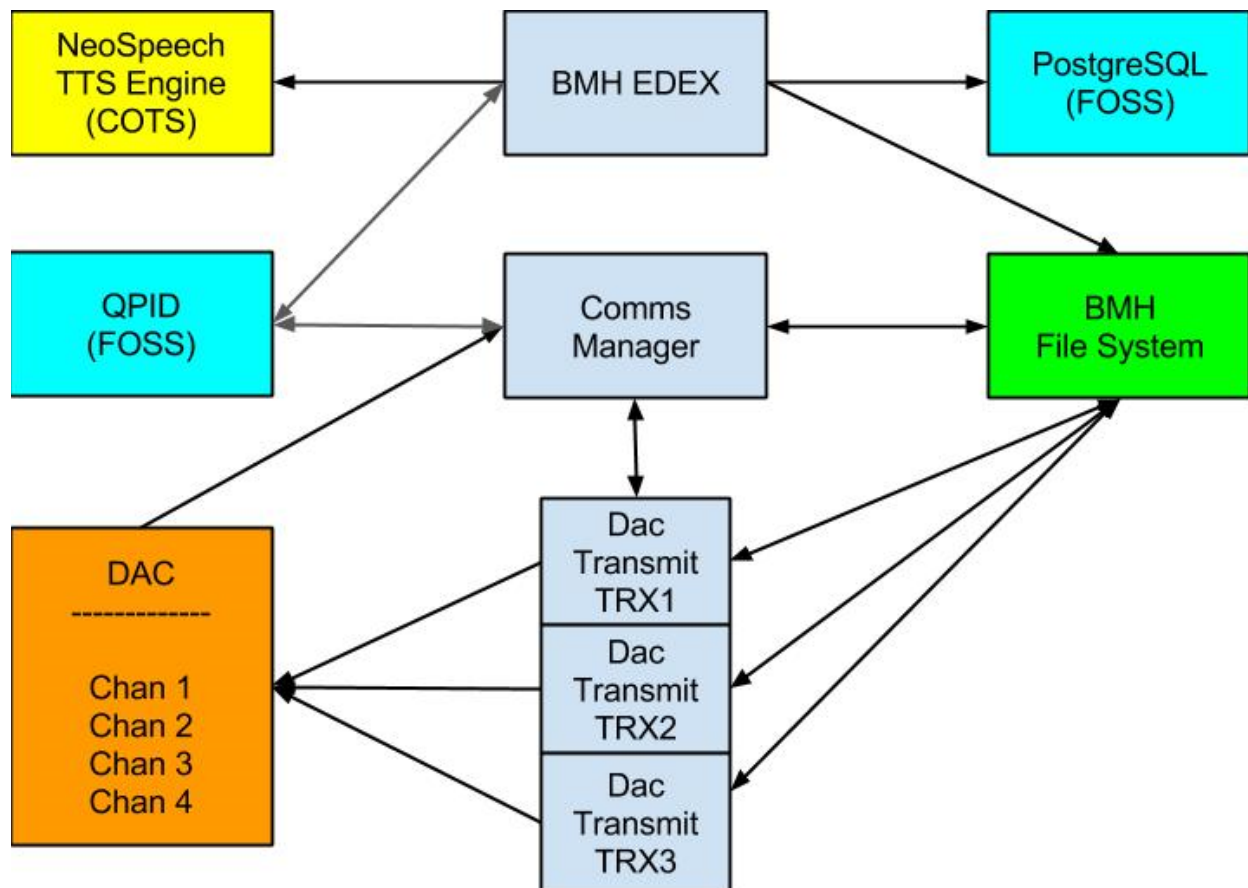 NeoSpeech
TTS Engine
(COTS)
BMH EDEX
PostgreSQL
(FOSS)
QPID
(FOSS)
Comms
Manager
BMH
File System
DAC
-------------
Chan 1
Chan 2
Chan 3
Chan 4
Dac
Transmit
TRX1
Dac
Transmit
TRX2
Dac
Transmit
TRX3